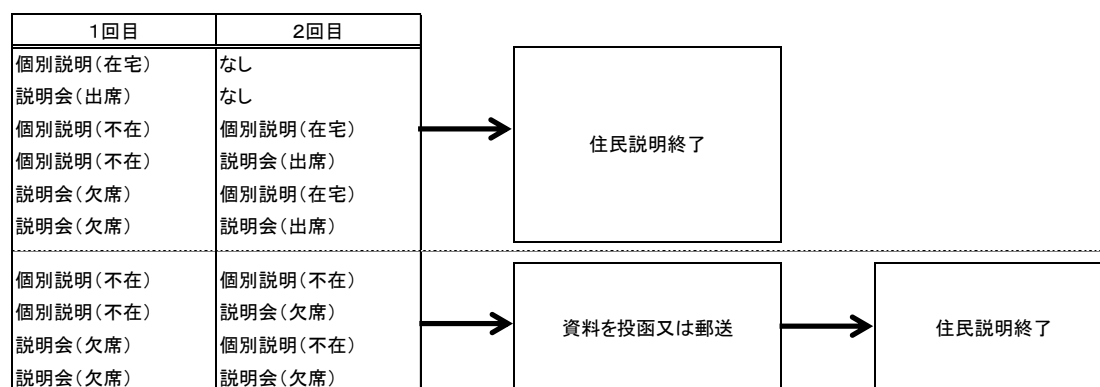 1回目 2回目
個別説明(在宅) なし
説明会(出席) なし
個別説明(不在) 個別説明(在宅)
個別説明(不在) 説明会(出席)
説明会(欠席) 個別説明(在宅)
説明会(欠席) 説明会(出席)
住民説明終了
個別説明(不在) 個別説明(不在)
個別説明(不在) 説明会(欠席)
説明会(欠席) 個別説明(不在)
説明会(欠席) 説明会(欠席)
資料を投函又は郵送
住民説明終了